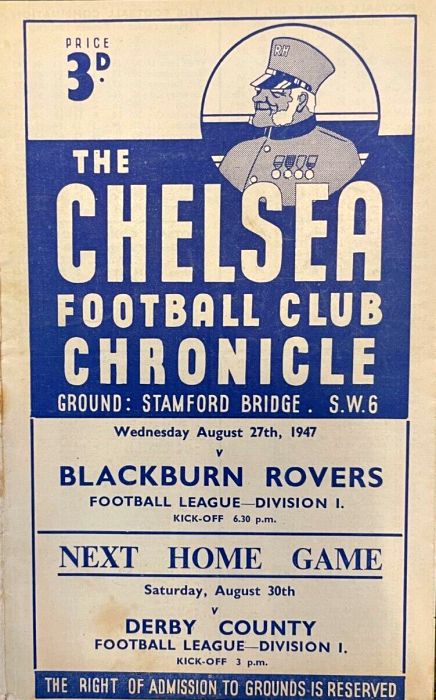 PRICE
3D.
RH
THE
CHELSEA
FOOTBALL CLUB
CHRONICLE
GROUND: STAMFORD BRIDGE. S.W.6
Wednesday August 27th, 1947
v
BLACKBURN ROVERS
FOOTBALL LEAGUE—DIVISION I.
KICK-OFF 6.30 p.m.
NEXT HOME GAME
Saturday, August 30th
v
DERBY COUNTY
FOOTBALL LEAGUE—DIVISION I.
KICK-OFF 3 p.m.
THE RIGHT OF ADMISSION TO GROUNDS IS RESERVED